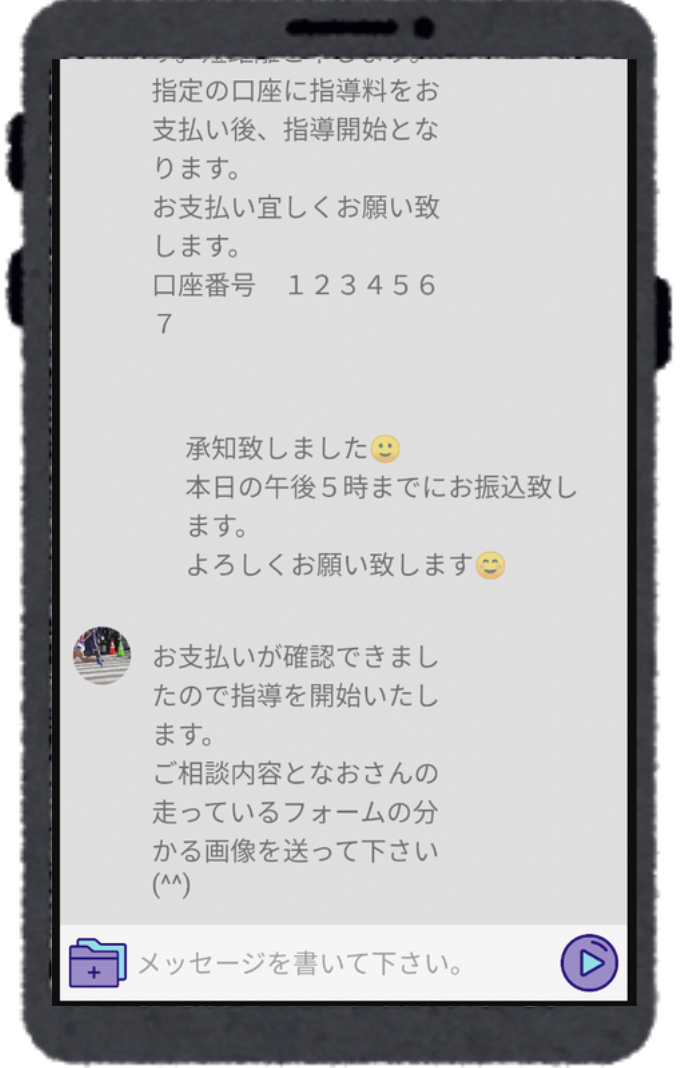 指定の口座に指導料をお
支払い後、指導開始とな
ります。
お支払い宜しくお願い致
します。
口座番号　１２３４５６
７
承知致しました🙂
本日の午後５時までにお振込致し
ます。
よろしくお願い致します😊
お支払いが確認できまし
たので指導を開始いたし
ます。
ご相談内容となおさんの
走っているフォームの分
かる画像を送って下さい
(^^)
メッセージを書いて下さい。